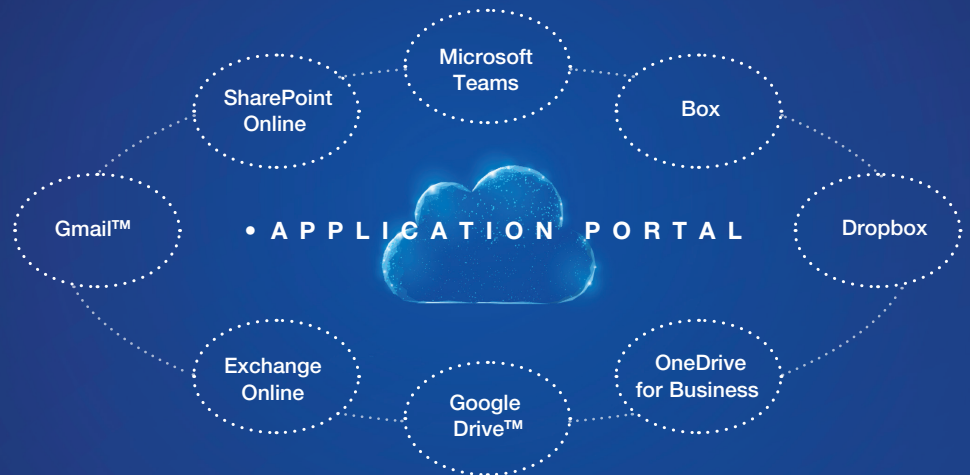 Microsoft
Teams
SharePoint
Online
Box
Gmail™
• APPLICATION PORTAL
Dropbox
Exchange
Online
OneDrive
for Business
Google
Drive™